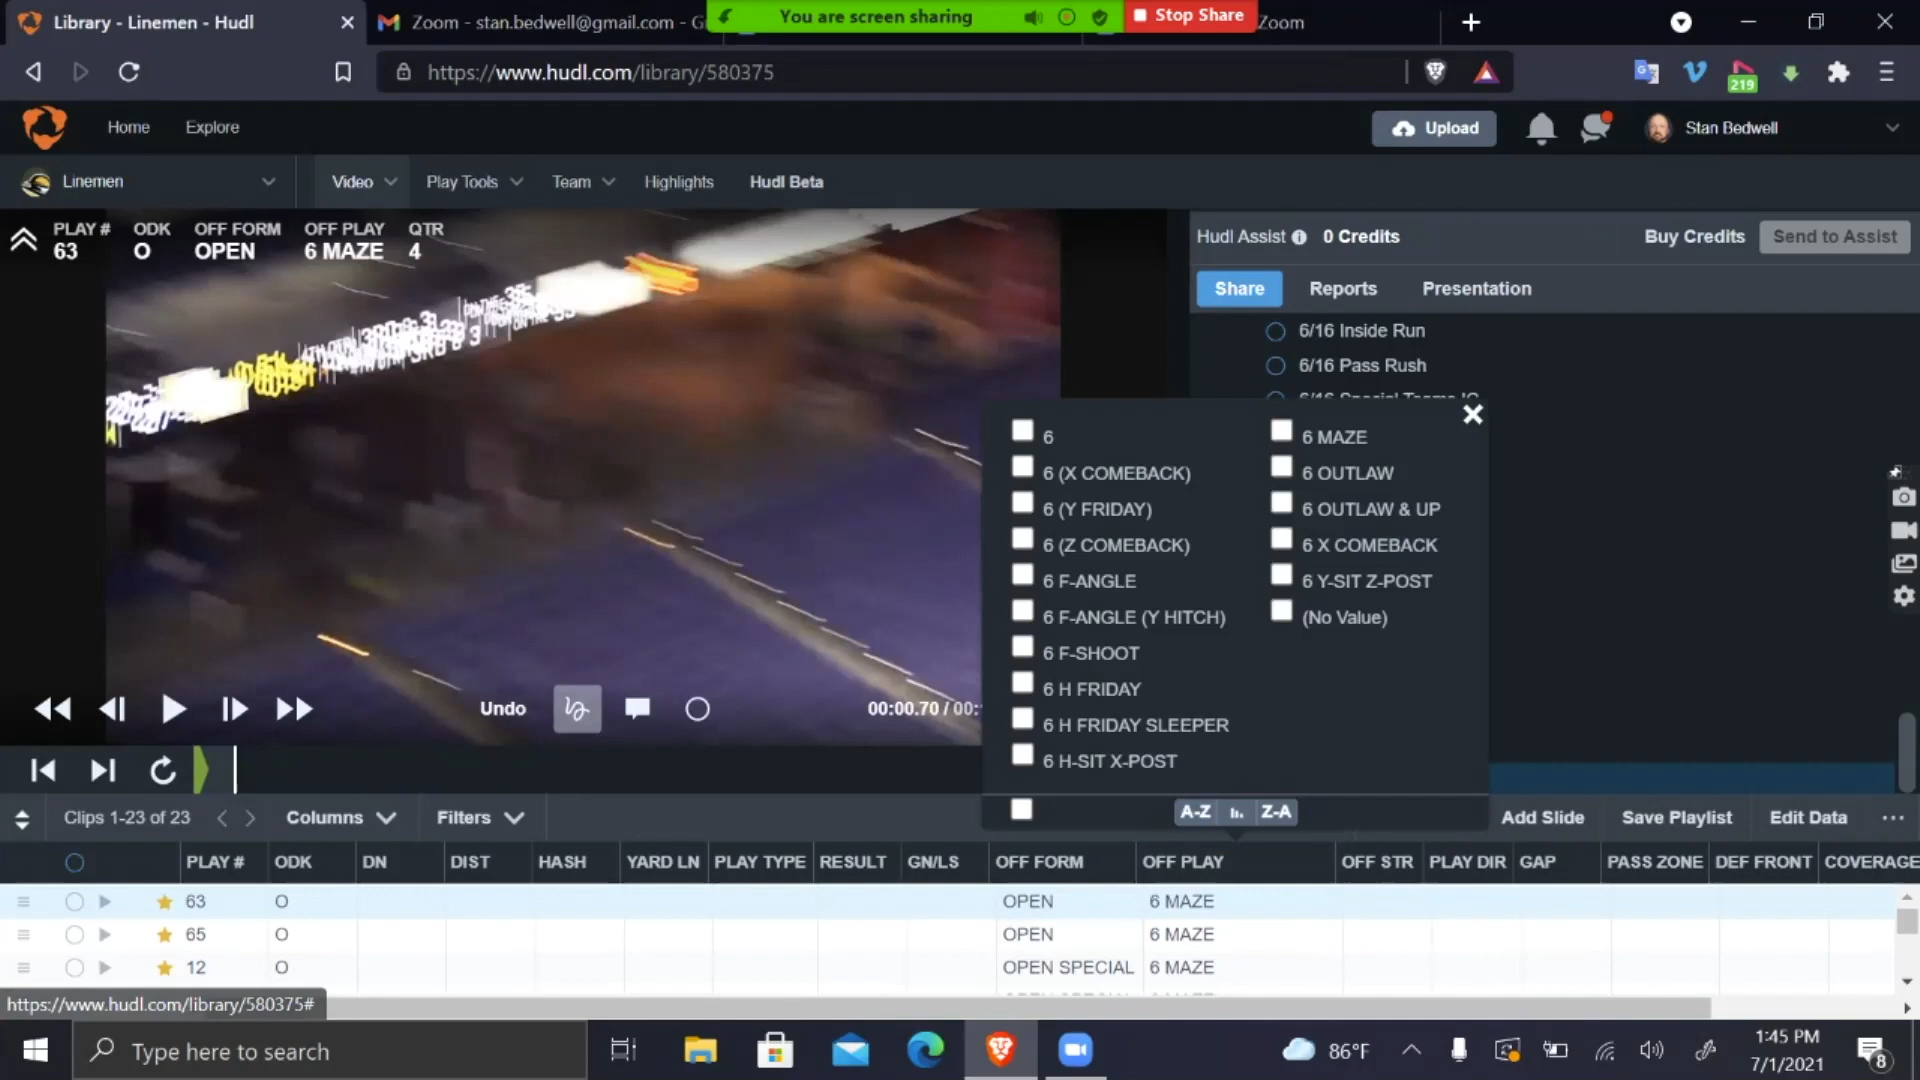 Library - Linemen - Hudl
Zoom - stan.bedwell@gmail.com - G
You are screen sharing
Stop Share
Zoom
https://www.hudl.com/library/580375
219
Home
Explore
Upload
Stan Bedwell
Linemen
Video
Play Tools
Team
Highlights
Hudl Beta
PLAY # ODK OFF FORM OFF PLAY QTR
63 O OPEN 6 MAZE 4
Hudl Assist
0 Credits
Buy Credits
Send to Assist
Share
Reports
Presentation
6/16 Inside Run
6/16 Pass Rush
6
6 (X COMEBACK)
6 (Y FRIDAY)
6 (Z COMEBACK)
6 F-ANGLE
6 F-ANGLE (Y HITCH)
6 F-SHOOT
6 H FRIDAY
6 H FRIDAY SLEEPER
6 H-SIT X-POST
6 MAZE
6 OUTLAW
6 OUTLAW & UP
6 X COMEBACK
6 Y-SIT Z-POST
(No Value)
A-Z
Z-A
Undo
00:00.70 / 00:
Clips 1-23 of 23
Columns
Filters
Add Slide
Save Playlist
Edit Data
PLAY # ODK DN DIST HASH YARD LN PLAY TYPE RESULT GN/LS OFF FORM OFF PLAY OFF STR PLAY DIR GAP PASS ZONE DEF FRONT COVERAGE
63 O OPEN 6 MAZE
65 O OPEN 6 MAZE
12 O OPEN SPECIAL 6 MAZE
https://www.hudl.com/library/580375#
Type here to search
86°F
1:45 PM
7/1/2021
8